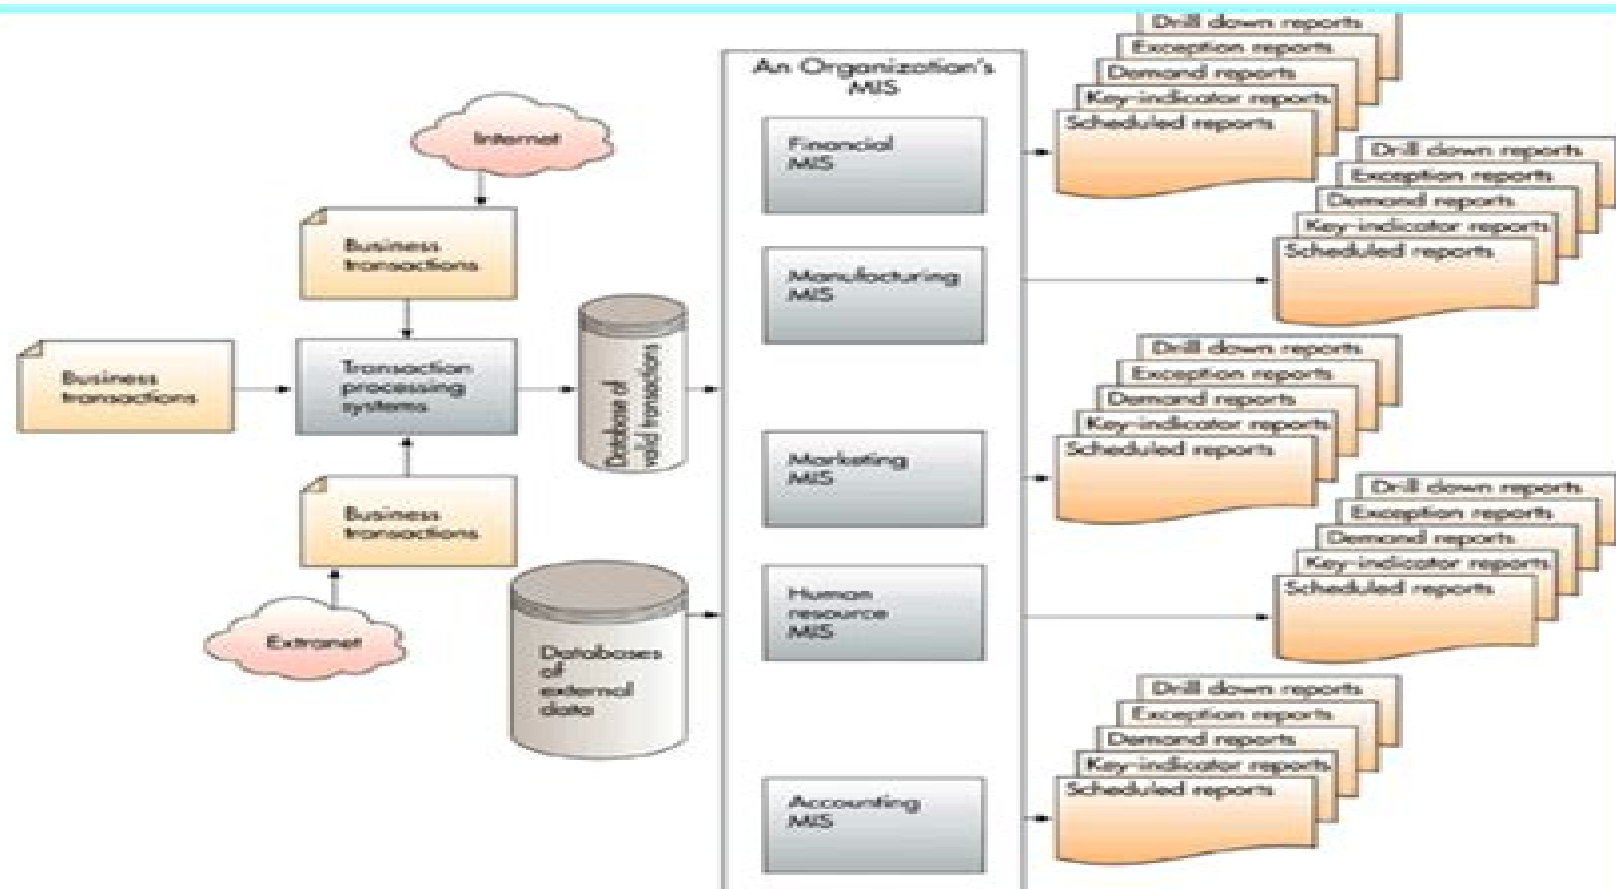 Internet
Business
transactions
Business
transactions
Transaction
processing
systems
Business
transactions
Extranet
Database of
valid transactions
Databases
of
external
data
An Organization's
MIS
Financial
MIS
Manufacturing
MIS
Marketing
MIS
Human
resource
MIS
Accounting
MIS
Drill down reports
Exception reports
Demand reports
Key-indicator reports
Scheduled reports
Drill down reports
Exception reports
Demand reports
Key-indicator reports
Scheduled reports
Drill down reports
Exception reports
Demand reports
Key-indicator reports
Scheduled reports
Drill down reports
Exception reports
Demand reports
Key-indicator reports
Scheduled reports
Drill down reports
Exception reports
Demand reports
Key-indicator reports
Scheduled reports